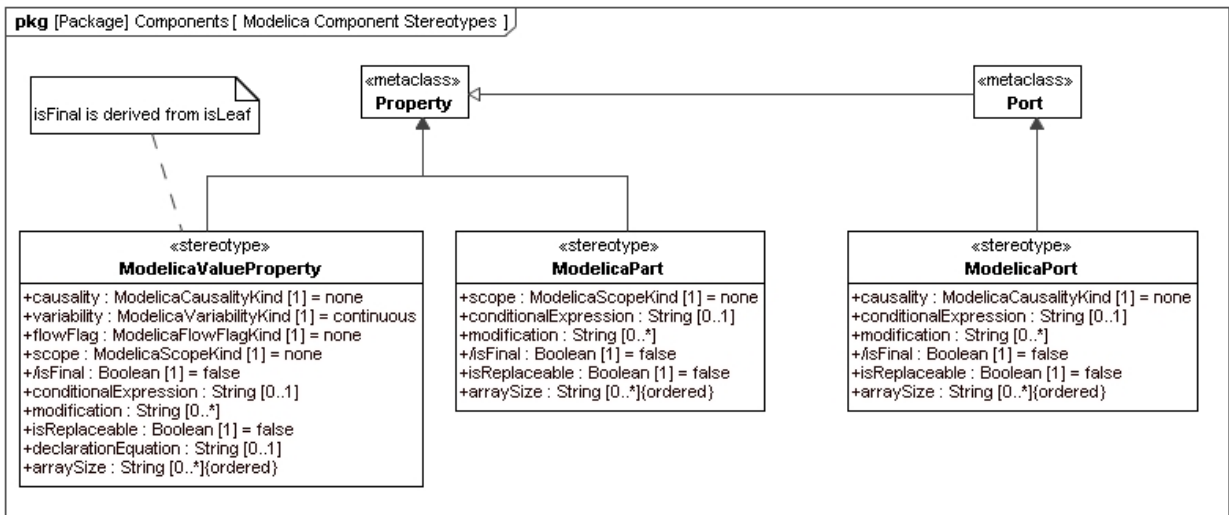 pkg [Package] Components [ Modelica Component Stereotypes ]
isFinal is derived from isLeaf
«metaclass»
Property
«metaclass»
Port
«stereotype»
ModelicaValueProperty
+causality : ModelicaCausalityKind [1] = none
+variability : ModelicaVariabilityKind [1] = continuous
+flowFlag : ModelicaFlowFlagKind [1] = none
+scope : ModelicaScopeKind [1] = none
+/isFinal : Boolean [1] = false
+conditionalExpression : String [0..1]
+modification : String [0..*]
+isReplaceable : Boolean [1] = false
+declarationEquation : String [0..1]
+arraySize : String [0..*]{ordered}
«stereotype»
ModelicaPart
+scope : ModelicaScopeKind [1] = none
+conditionalExpression : String [0..1]
+modification : String [0..*]
+/isFinal : Boolean [1] = false
+isReplaceable : Boolean [1] = false
+arraySize : String [0..*]{ordered}
«stereotype»
ModelicaPort
+causality : ModelicaCausalityKind [1] = none
+conditionalExpression : String [0..1]
+modification : String [0..*]
+/isFinal : Boolean [1] = false
+isReplaceable : Boolean [1] = false
+arraySize : String [0..*]{ordered}